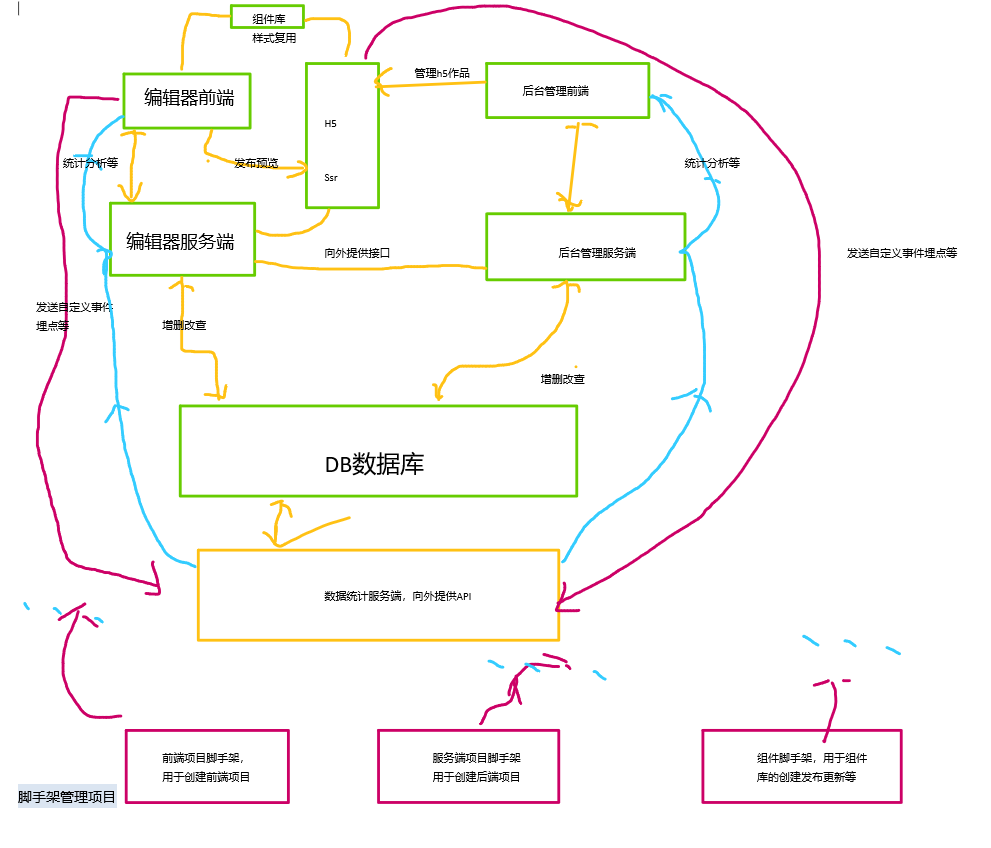 组件库
样式复用
管理h5作品
编辑器前端
后台管理前端
H5
统计分析等
发布预览
统计分析等
Ssr
编辑器服务端
向外提供接口
后台管理服务端
发送自定义事件埋点等
发送自定义事件
埋点等
增删改查
增删改查
DB数据库
数据统计服务端，向外提供API
前端项目脚手架，
用于创建前端项目
服务端项目脚手架
用于创建后端项目
组件脚手架，用于组件
库的创建发布更新等
脚手架管理项目